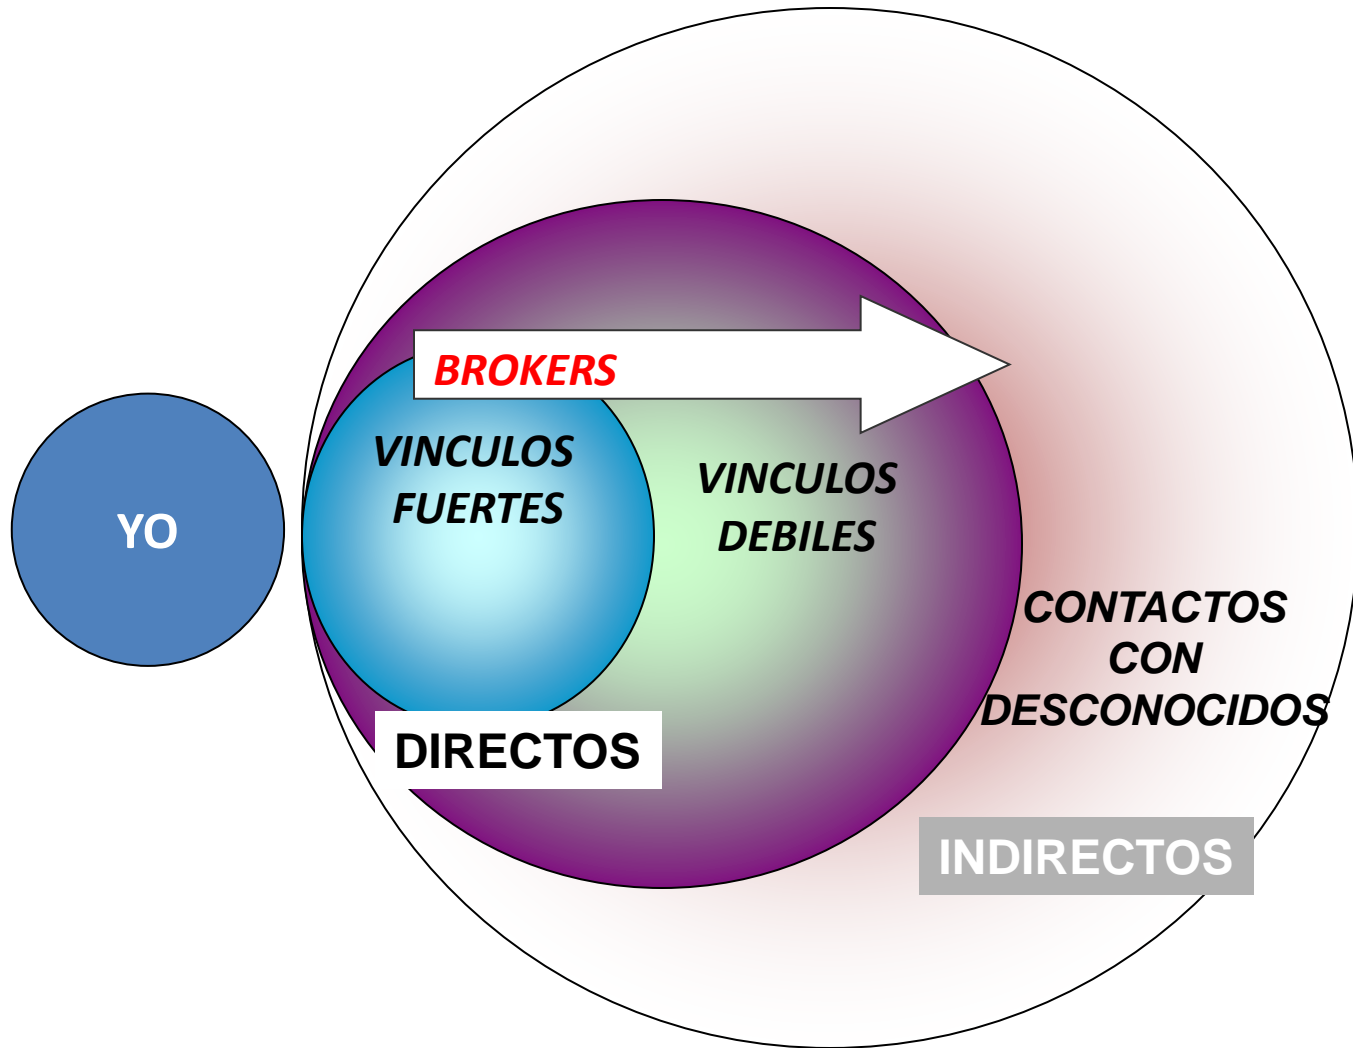 BROKERS
VINCULOS
FUERTES
VINCULOS
DEBILES
YO
CONTACTOS
CON
DESCONOCIDOS
DIRECTOS
INDIRECTOS